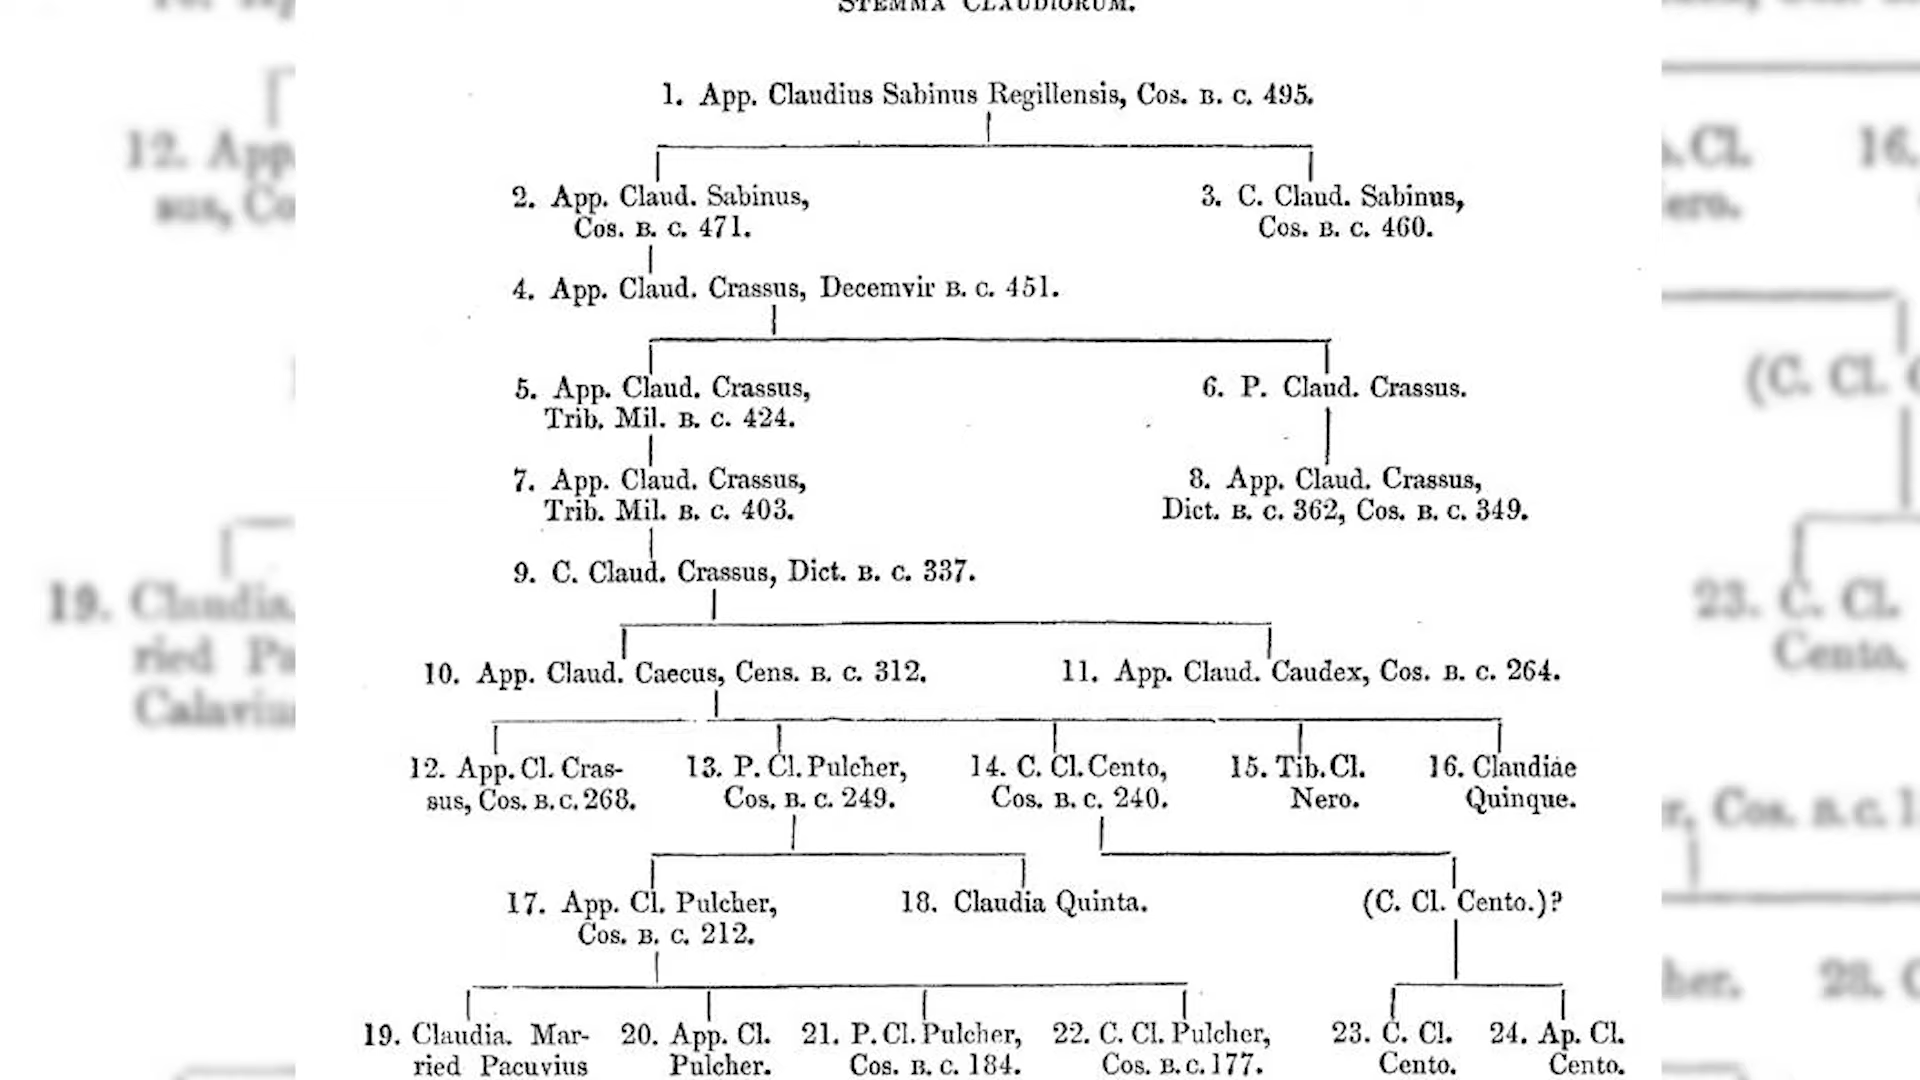 STEMMA CLAUDIORUM.
1. App. Claudius Sabinus Regillensis, Cos. B. C. 495.
2. App. Claud. Sabinus, 3. C. Claud. Sabinus,
Cos. B. C. 471. Cos. B. C. 460.
4. App. Claud. Crassus, Decemvir B. C. 451.
5. App. Claud. Crassus, 6. P. Claud. Crassus.
Trib. Mil. B. C. 424.
7. App. Claud. Crassus, 8. App. Claud. Crassus,
Trib. Mil. B. C. 403. Dict. B. C. 362, Cos. B. C. 349.
9. C. Claud. Crassus, Dict. B. C. 337.
10. App. Claud. Caecus, Cens. B. C. 312. 11. App. Claud. Caudex, Cos. B. C. 264.
12. App. Cl. Cras- 13. P. Cl. Pulcher, 14. C. Cl. Cento, 15. Tib. Cl. 16. Claudiae
sus, Cos. B. C. 268. Cos. B. C. 249. Cos. B. C. 240. Nero. Quinque.
17. App. Cl. Pulcher, 18. Claudia Quinta. (C. Cl. Cento.)?
Cos. B. C. 212.
19. Claudia. Mar- 20. App. Cl. 21. P. Cl. Pulcher, 22. C. Cl. Pulcher, 23. C. Cl. 24. Ap. Cl.
ried Pacuvius Pulcher. Cos. B. C. 184. Cos. B. C. 177. Cento. Cento.